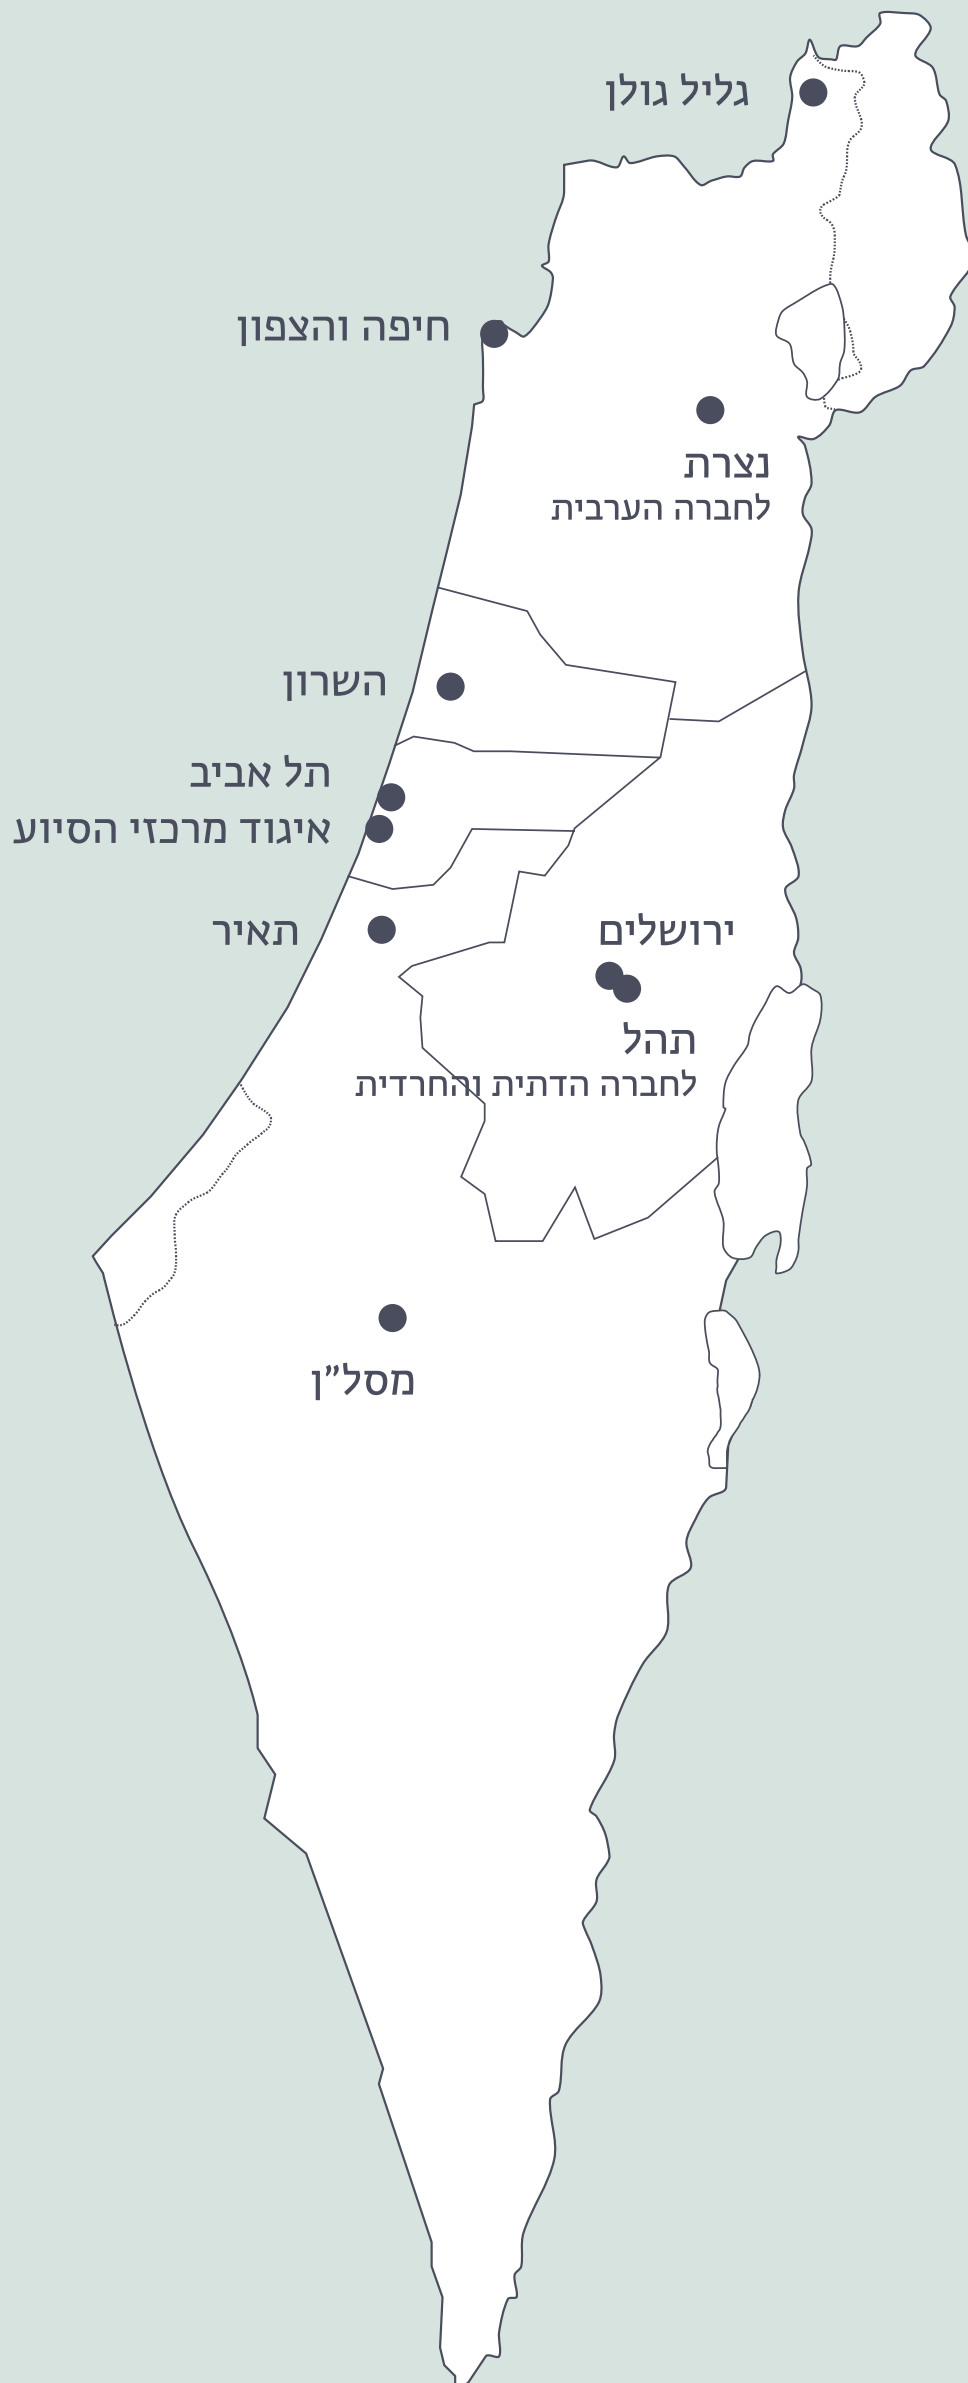 גליל גולן
חיפה והצפון
נצרת
לחברה הערבית
השרון
תל אביב
איגוד מרכזי הסיוע
תאיר
ירושלים
תהל
לחברה הדתית והחרדית
מסל״ן